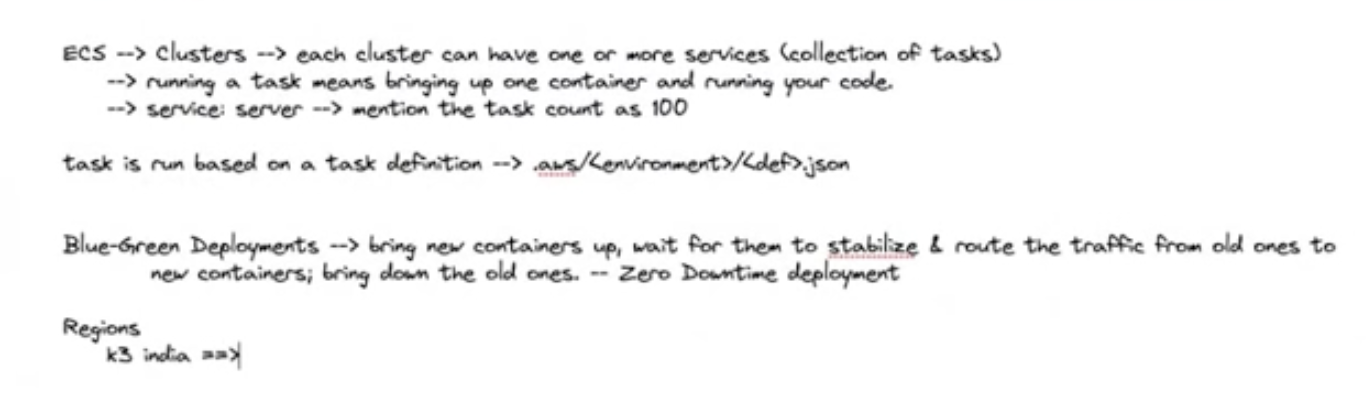 ECS --> Clusters --> each cluster can have one or more services (collection of tasks)
--> running a task means bringing up one container and running your code.
--> service: server --> mention the task count as 100
task is run based on a task definition --> .aws/<environment>/<def>.json
Blue-Green Deployments --> bring new containers up, wait for them to stabilize & route the traffic from old ones to
new containers; bring down the old ones. -- Zero Downtime deployment
Regions
k3 india ==>